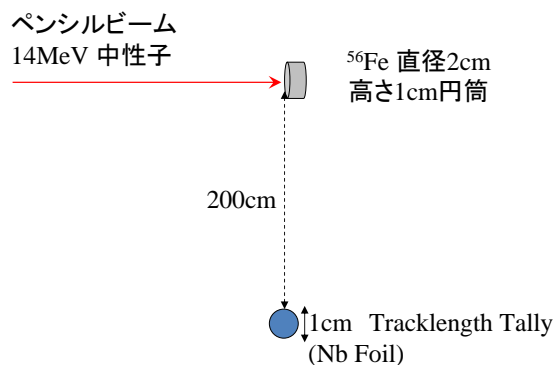 ペンシルビーム
14MeV 中性子
⁵⁶Fe 直径2cm
高さ1cm円筒
200cm
1cm Tracklength Tally
(Nb Foil)